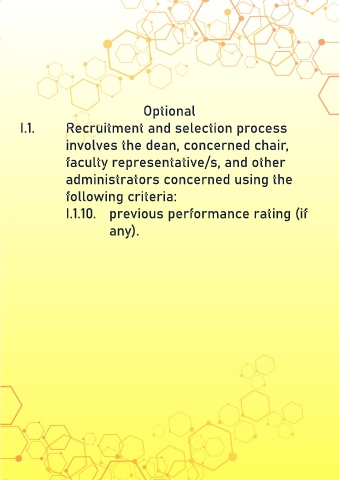 Optional
I.1. Recruitment and selection process
involves the dean, concerned chair,
faculty representative/s, and other
administrators concerned using the
following criteria:
I.1.10. previous performance rating (if
any).